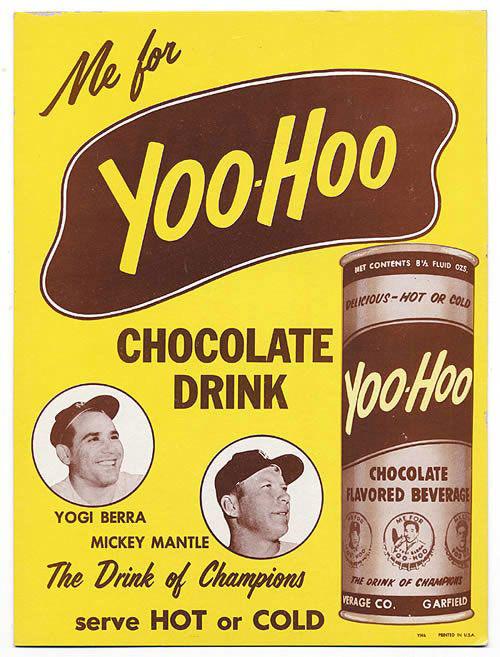 Me for
YOO-HOO
CHOCOLATE
DRINK
YOGI BERRA
MICKEY MANTLE
The Drink of Champions
serve HOT or COLD
NET CONTENTS 8½ FLUID OZS.
DELICIOUS-HOT OR COLD
YOO-HOO
CHOCOLATE
FLAVORED BEVERAGE
ME FOR
YOO-HOO
THE DRINK OF CHAMPIONS
VERAGE CO. GARFIELD
PRINTED IN U.S.A.